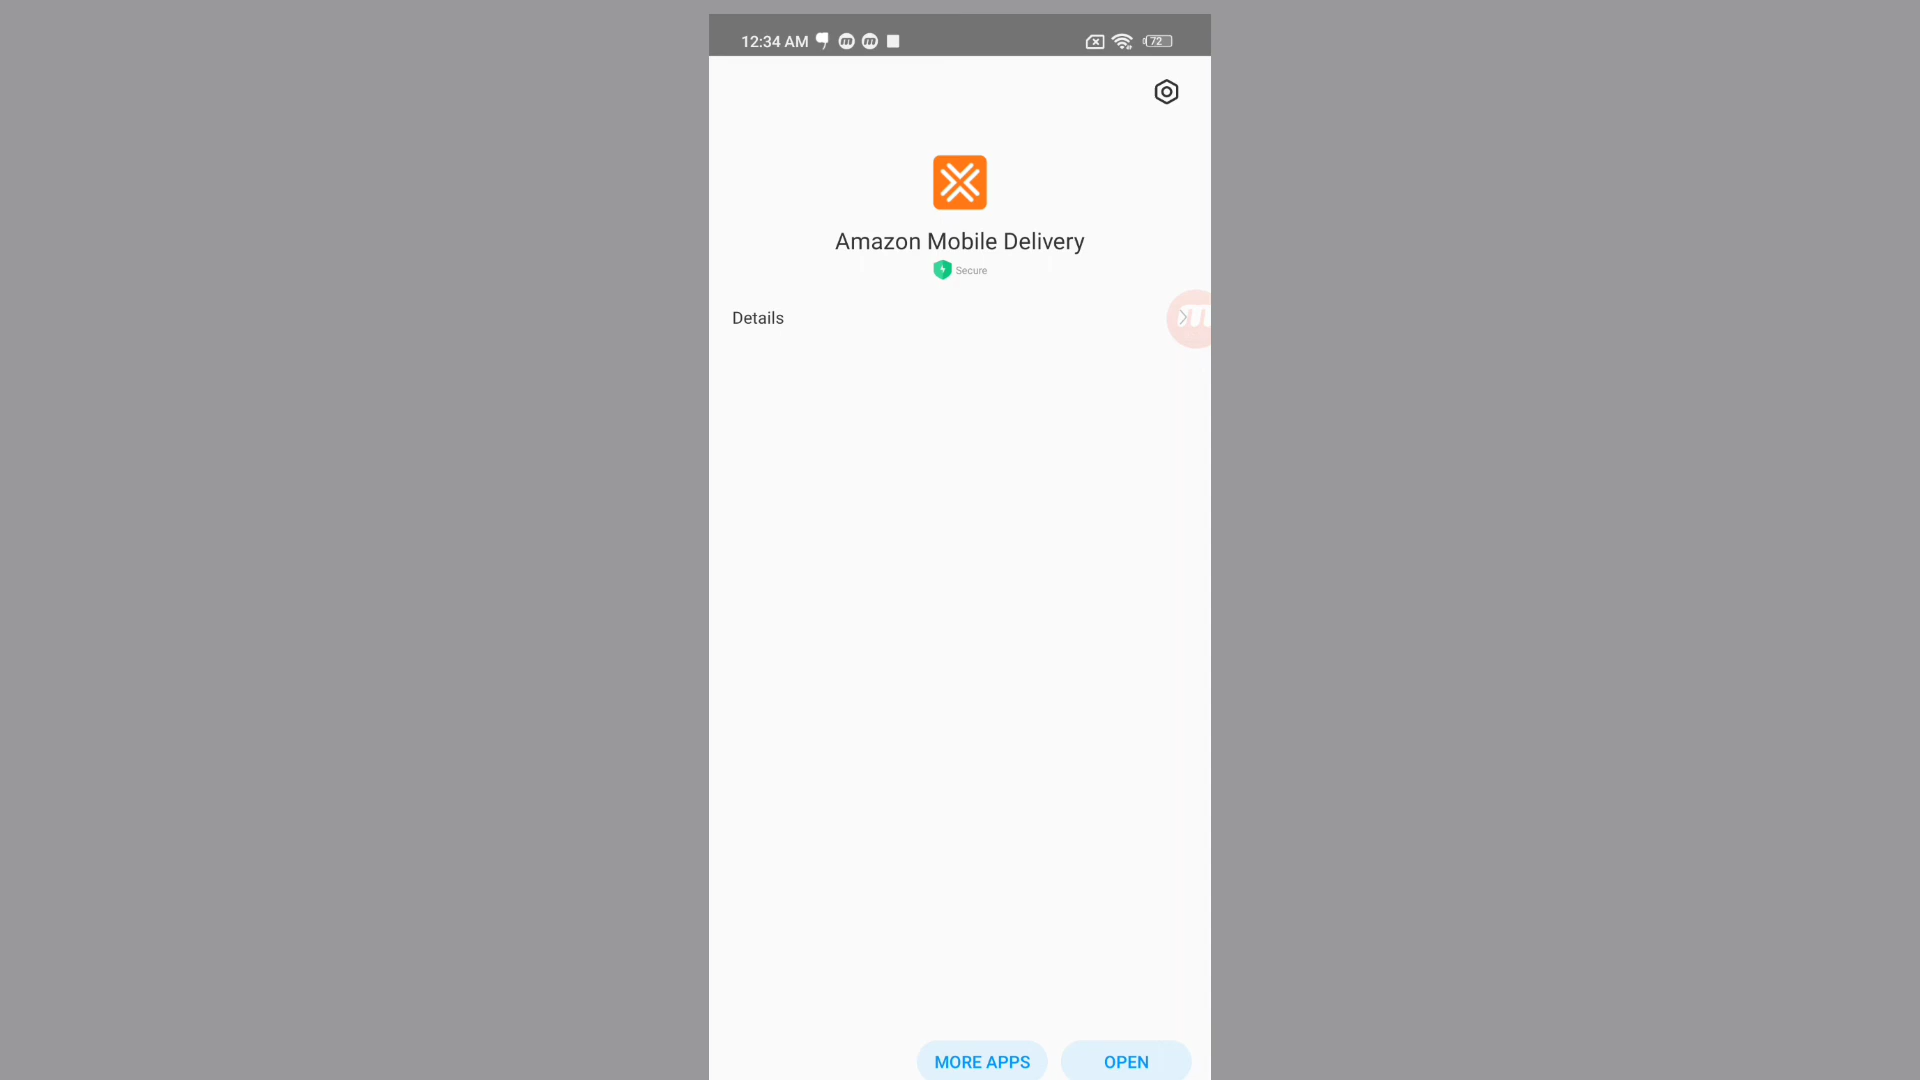 12:34 AM
72
Amazon Mobile Delivery
Secure
Details
MORE APPS
OPEN